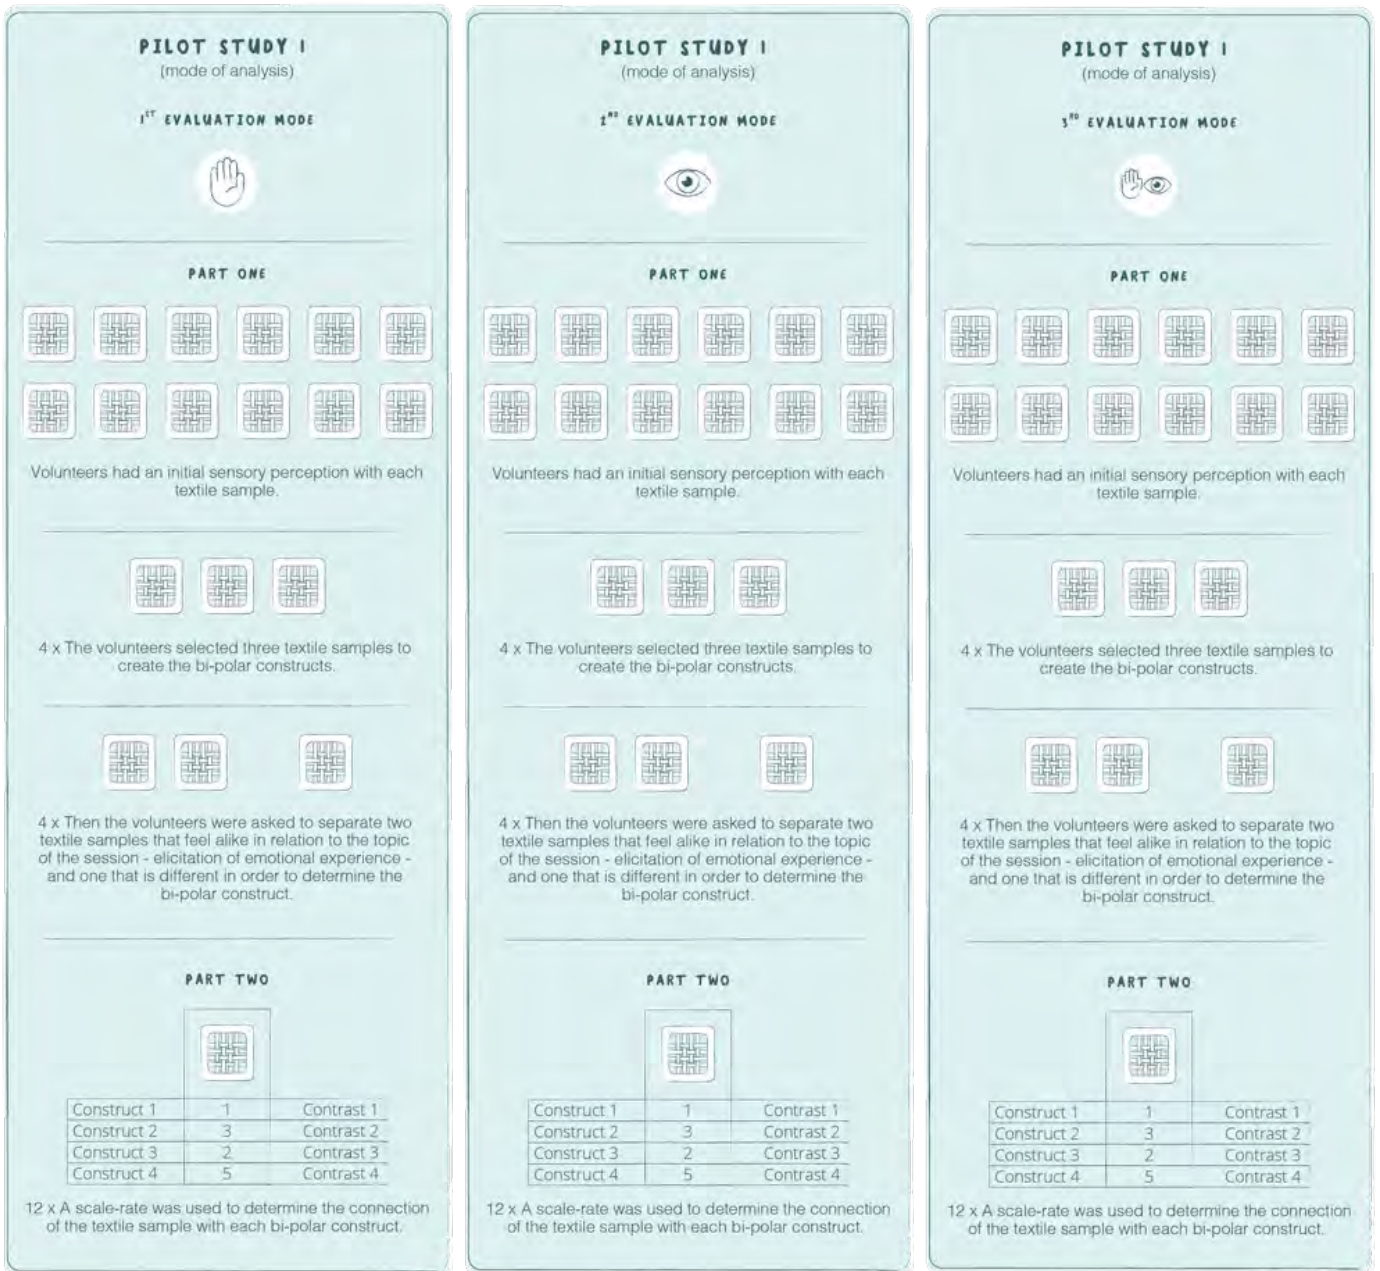 PILOT STUDY 1
(mode of analysis)
1ST EVALUATION MODE
PART ONE
Volunteers had an initial sensory perception with each
textile sample.
4 x The volunteers selected three textile samples to
create the bi-polar constructs.
4 x Then the volunteers were asked to separate two
textile samples that feel alike in relation to the topic
of the session - elicitation of emotional experience -
and one that is different in order to determine the
bi-polar construct.
PART TWO
Construct 1 1 Contrast 1
Construct 2 3 Contrast 2
Construct 3 2 Contrast 3
Construct 4 5 Contrast 4
12 x A scale-rate was used to determine the connection
of the textile sample with each bi-polar construct.
PILOT STUDY 1
(mode of analysis)
2ND EVALUATION MODE
PART ONE
Volunteers had an initial sensory perception with each
textile sample.
4 x The volunteers selected three textile samples to
create the bi-polar constructs.
4 x Then the volunteers were asked to separate two
textile samples that feel alike in relation to the topic
of the session - elicitation of emotional experience -
and one that is different in order to determine the
bi-polar construct.
PART TWO
Construct 1 1 Contrast 1
Construct 2 3 Contrast 2
Construct 3 2 Contrast 3
Construct 4 5 Contrast 4
12 x A scale-rate was used to determine the connection
of the textile sample with each bi-polar construct.
PILOT STUDY 1
(mode of analysis)
3RD EVALUATION MODE
PART ONE
Volunteers had an initial sensory perception with each
textile sample.
4 x The volunteers selected three textile samples to
create the bi-polar constructs.
4 x Then the volunteers were asked to separate two
textile samples that feel alike in relation to the topic
of the session - elicitation of emotional experience -
and one that is different in order to determine the
bi-polar construct.
PART TWO
Construct 1 1 Contrast 1
Construct 2 3 Contrast 2
Construct 3 2 Contrast 3
Construct 4 5 Contrast 4
12 x A scale-rate was used to determine the connection
of the textile sample with each bi-polar construct.